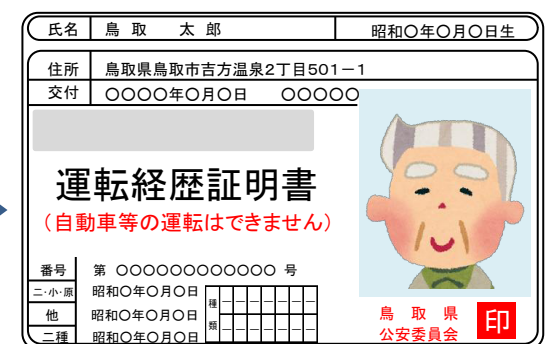 氏名 鳥取 太郎 昭和〇年〇月〇日生
住所 鳥取県鳥取市吉方温泉2丁目501－1
交付 〇〇〇〇年〇月〇日 〇〇〇〇〇
運転経歴証明書
（自動車等の運転はできません）
番号 第 〇〇〇〇〇〇〇〇〇〇〇〇 号
二・小・原 昭和〇年〇月〇日
他 昭和〇年〇月〇日
二種 昭和〇年〇月〇日
種類
鳥取県
公安委員会
印